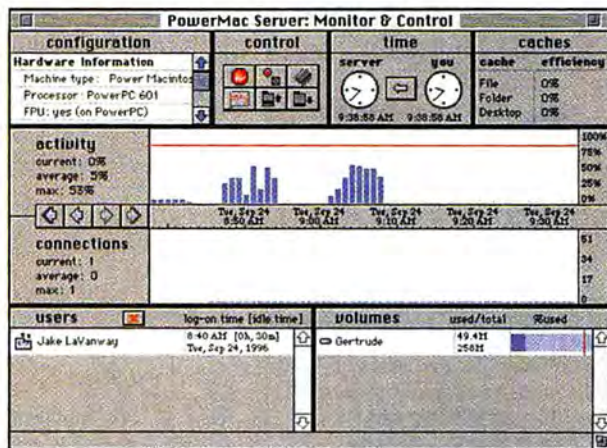 PowerMac Server: Monitor & Control
configuration
Hardware Information
Machine type: Power Macintos
Processor: PowerPC 601
FPU: yes (on PowerPC)
control
time
server
you
9:38:58 AM
9:38:58 AM
caches
cache efficiency
File 0%
Folder 0%
Desktop 0%
activity
current: 0%
average: 5%
max: 53%
100%
75%
50%
25%
0%
Tue, Sep 24
8:50 AM
Tue, Sep 24
9:00 AM
Tue, Sep 24
9:10 AM
Tue, Sep 24
9:20 AM
Tue, Sep 24
9:30 AM
connections
current: 1
average: 0
max: 1
51
34
17
0
users
log-on time [idle time]
Jake LaVanway
8:40 AM [0h, 30m]
Tue, Sep 24, 1996
volumes
used/total
%used
Gertrude
49.4M
258M